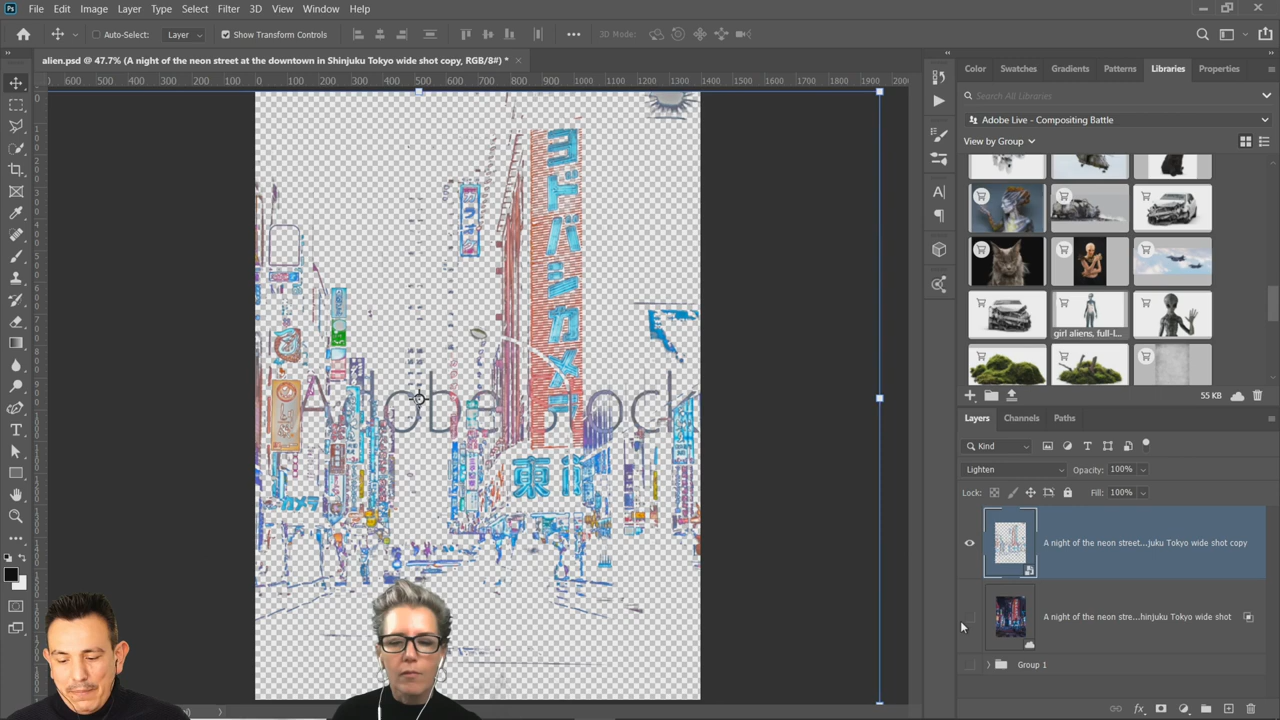 Ps File Edit Image Layer Type Select Filter 3D View Window Help
Auto-Select: Layer Show Transform Controls 3D Mode:
alien.psd @ 47.7% (A night of the neon street at the downtown in Shinjuku Tokyo wide shot copy, RGB/8#) *
Color Swatches Gradients Patterns Libraries Properties
Search All Libraries
Adobe Live - Compositing Battle
View by Group
ヨドバシカメラ
東
Adobe Stock
girl aliens, full-l...
55 KB
Layers Channels Paths
Kind
Lighten Opacity: 100%
Lock: Fill: 100%
A night of the neon street...juku Tokyo wide shot copy
A night of the neon stre...hinjuku Tokyo wide shot
Group 1